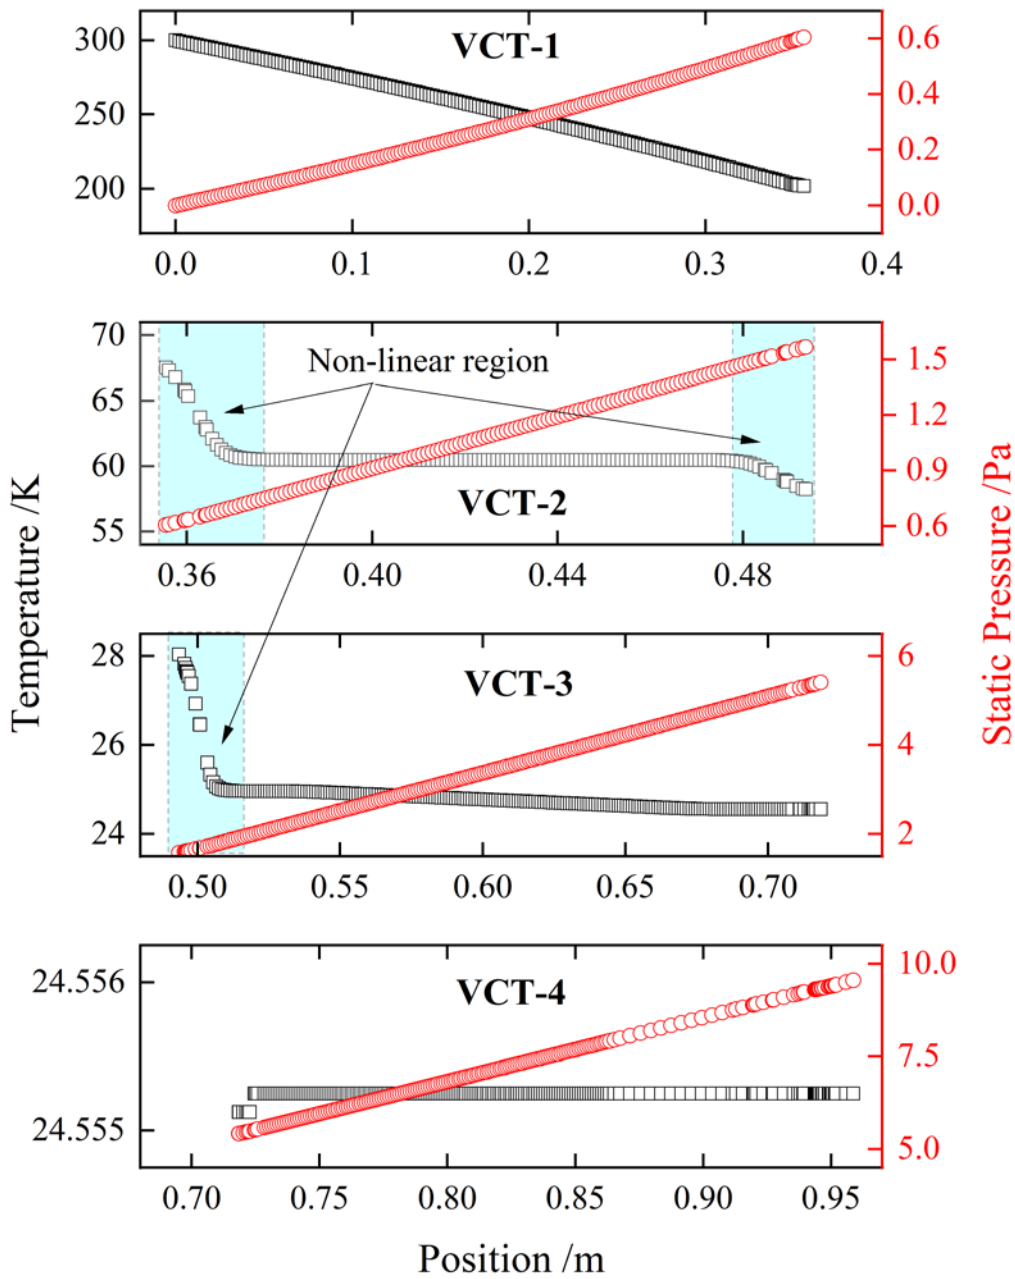 VCT-1
300
250
200
0.6
0.4
0.2
0.0
0.0 0.1 0.2 0.3 0.4
Non-linear region
VCT-2
70
65
60
55
1.5
1.2
0.9
0.6
0.36 0.40 0.44 0.48
VCT-3
28
26
24
6
4
2
0.50 0.55 0.60 0.65 0.70
VCT-4
24.556
24.555
10.0
7.5
5.0
0.70 0.75 0.80 0.85 0.90 0.95
Temperature /K
Static Pressure /Pa
Position /m